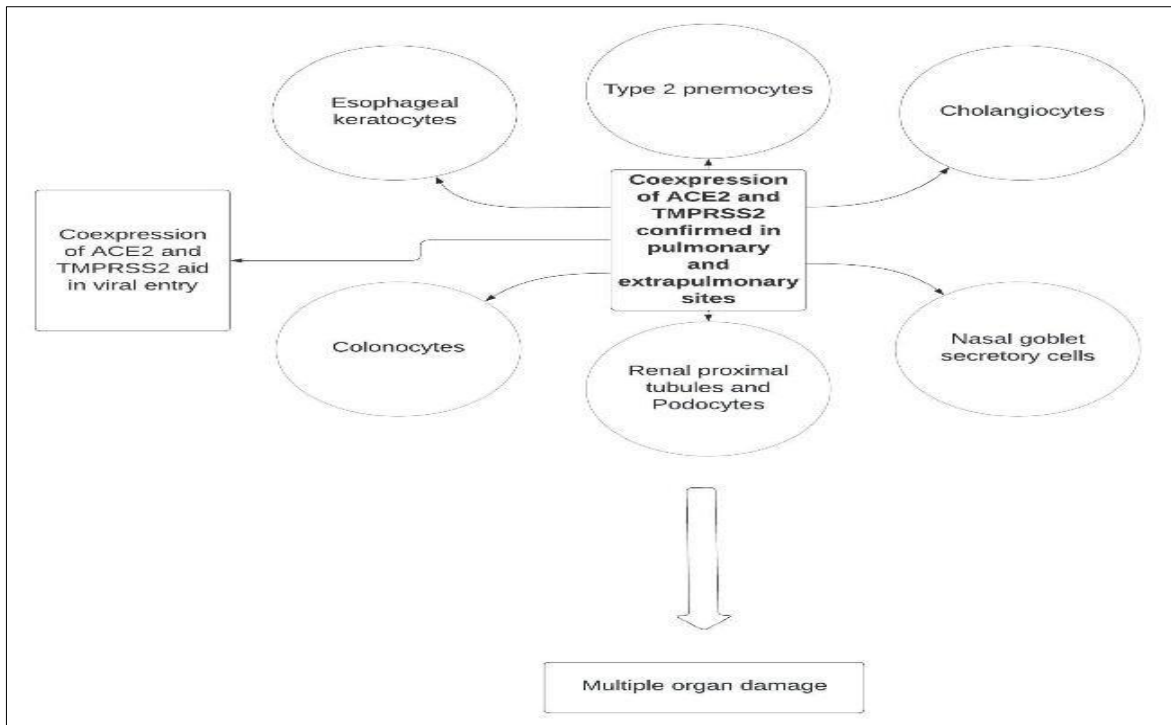 Esophageal
keratocytes
Type 2 pnemocytes
Cholangiocytes
Coexpression
of ACE2 and
TMPRSS2 aid
in viral entry
Coexpression
of ACE2 and
TMPRSS2
confirmed in
pulmonary
and
extrapulmonary
sites
Colonocytes
Renal proximal
tubules and
Podocytes
Nasal goblet
secretory cells
Multiple organ damage